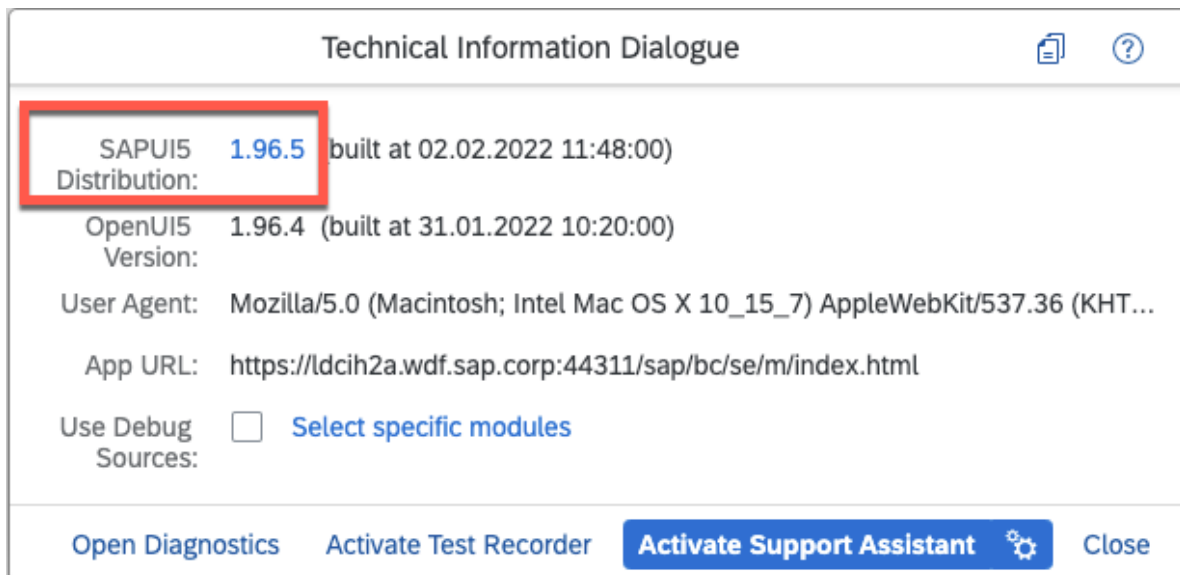 Technical Information Dialogue
SAPUI5 1.96.5 (built at 02.02.2022 11:48:00)
Distribution:
OpenUI5 1.96.4 (built at 31.01.2022 10:20:00)
Version:
User Agent: Mozilla/5.0 (Macintosh; Intel Mac OS X 10_15_7) AppleWebKit/537.36 (KHT...
App URL: https://ldcih2a.wdf.sap.corp:44311/sap/bc/se/m/index.html
Use Debug Select specific modules
Sources:
Open Diagnostics Activate Test Recorder Activate Support Assistant Close